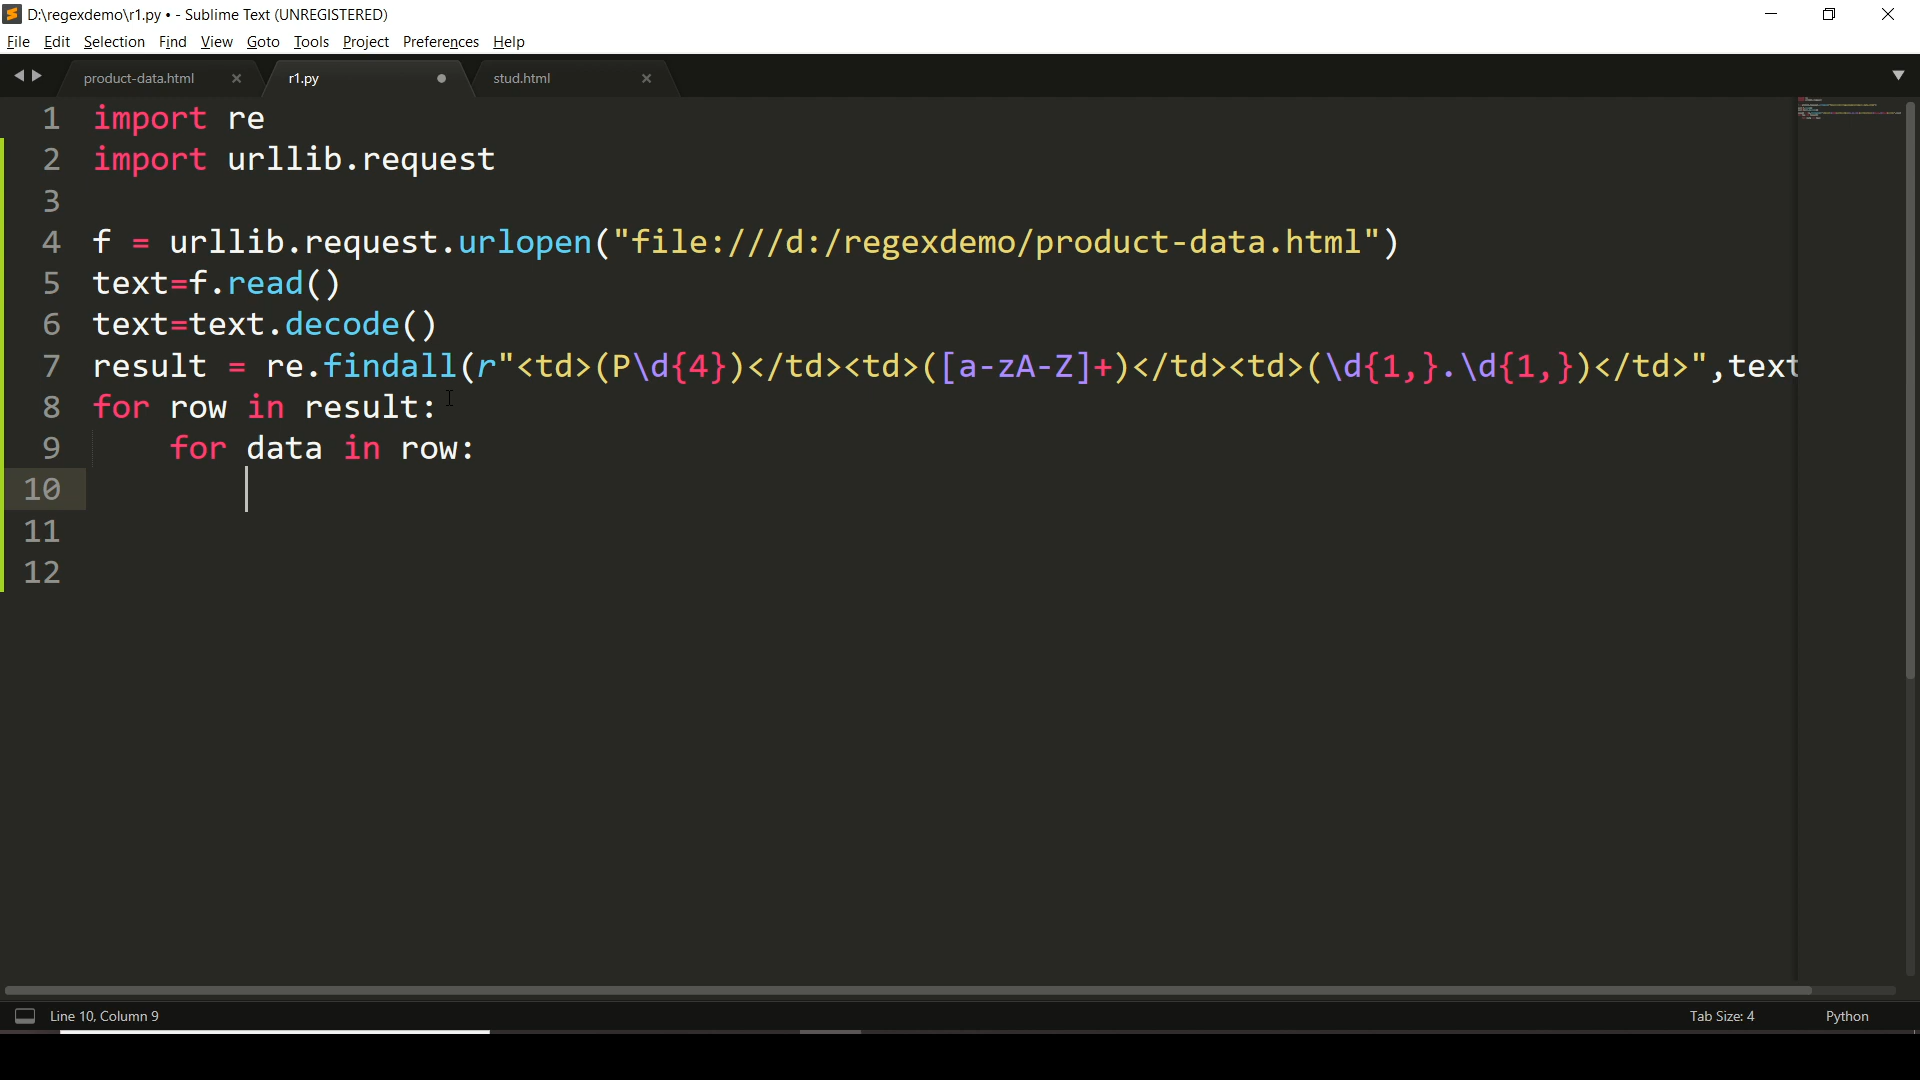 D:\regexdemo\r1.py • - Sublime Text (UNREGISTERED)
File Edit Selection Find View Goto Tools Project Preferences Help
product-data.html r1.py stud.html
1 import re
2 import urllib.request
3
4 f = urllib.request.urlopen("file:///d:/regexdemo/product-data.html")
5 text=f.read()
6 text=text.decode()
7 result = re.findall(r"<td>(P\d{4})</td><td>([a-zA-Z]+)</td><td>(\d{1,}.\d{1,})</td>",text
8 for row in result:
9 for data in row:
10
11
12
Line 10, Column 9 Tab Size: 4 Python